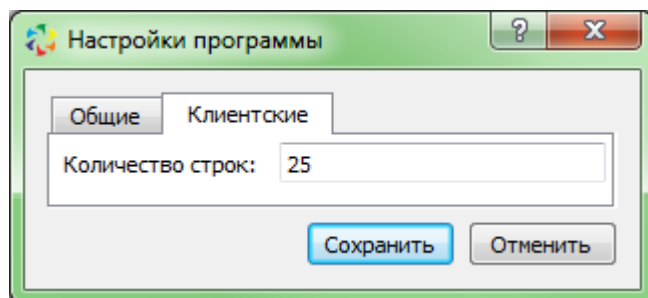 Настройки программы
Общие Клиентские
Количество строк: 25
Сохранить Отменить